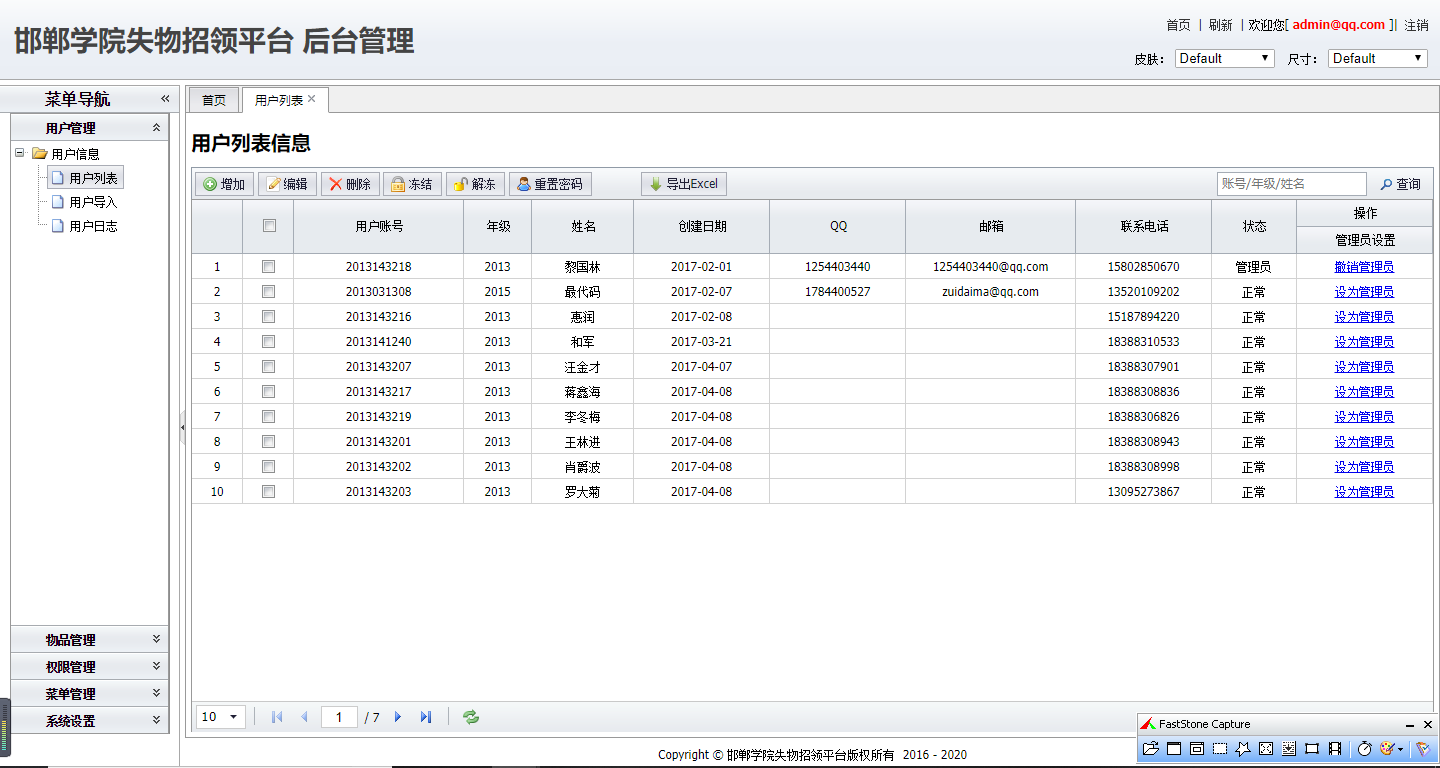 首页 | 刷新 | 欢迎您[ admin@qq.com ]| 注销
邯郸学院失物招领平台 后台管理
皮肤： Default 尺寸： Default
菜单导航
用户管理
用户信息
用户列表
用户导入
用户日志
物品管理
权限管理
菜单管理
系统设置
首页 用户列表
用户列表信息
增加 编辑 删除 冻结 解冻 重置密码 导出Excel 账号/年级/姓名 查询
用户账号 年级 姓名 创建日期 QQ 邮箱 联系电话 状态 操作
管理员设置
1 2013143218 2013 黎国林 2017-02-01 1254403440 1254403440@qq.com 15802850670 管理员 撤销管理员
2 2013031308 2015 最代码 2017-02-07 1784400527 zuidaima@qq.com 13520109202 正常 设为管理员
3 2013143216 2013 惠润 2017-02-08 15187894220 正常 设为管理员
4 2013141240 2013 和军 2017-03-21 18388310533 正常 设为管理员
5 2013143207 2013 汪金才 2017-04-07 18388307901 正常 设为管理员
6 2013143217 2013 蒋鑫海 2017-04-08 18388308836 正常 设为管理员
7 2013143219 2013 李冬梅 2017-04-08 18388306826 正常 设为管理员
8 2013143201 2013 王林进 2017-04-08 18388308943 正常 设为管理员
9 2013143202 2013 肖爵波 2017-04-08 18388308998 正常 设为管理员
10 2013143203 2013 罗大菊 2017-04-08 13095273867 正常 设为管理员
10 1 / 7
FastStone Capture
Copyright © 邯郸学院失物招领平台版权所有 2016 - 2020